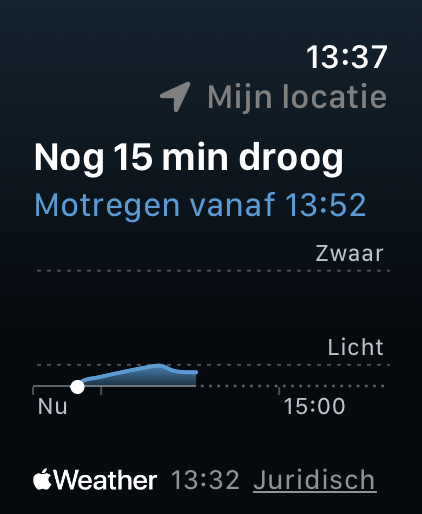 13:37
Mijn locatie
Nog 15 min droog
Motregen vanaf 13:52
Zwaar
Licht
Nu 15:00
Weather 13:32 Juridisch